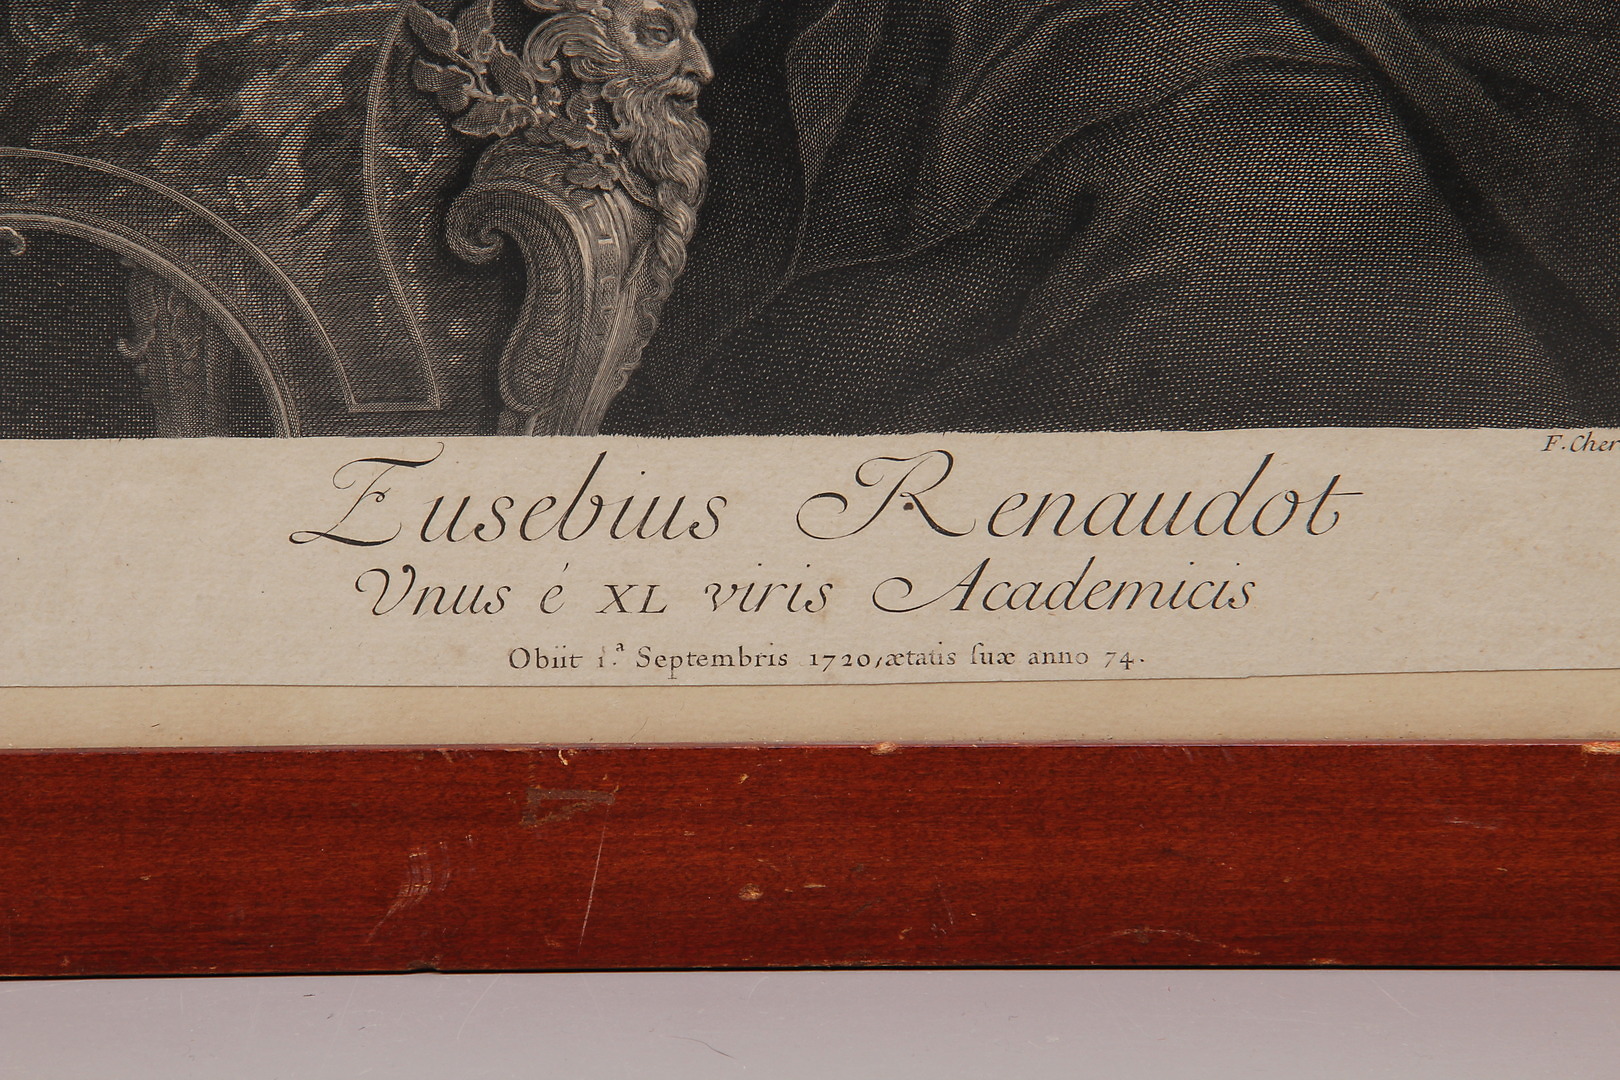 F. Cher
Eusebius Renaudot
Vnus é XL viris Academicis
Obiit 1.ª Septembris 1720, ætatis ſuæ anno 74.